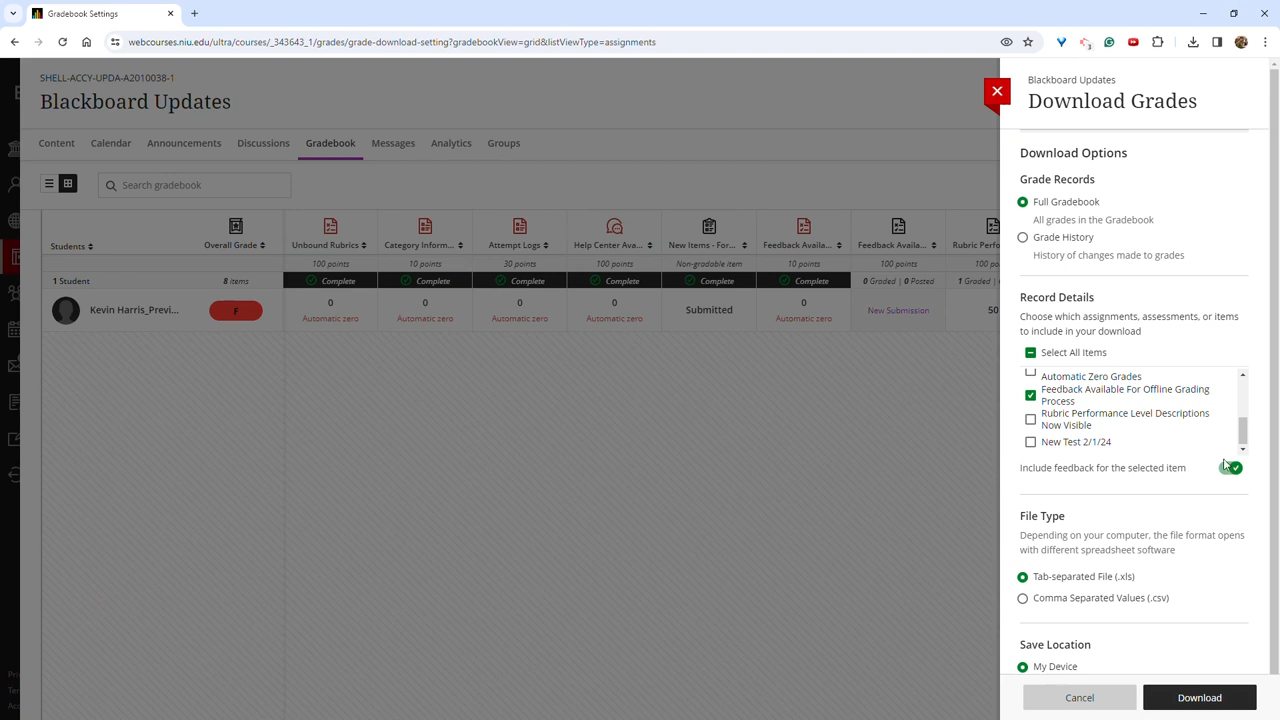 Gradebook Settings
webcourses.niu.edu/ultra/courses/_343643_1/grades/grade-download-setting?gradebookView=grid&listViewType=assignments
SHELL-ACCY-UPDA-A2010038-1
Blackboard Updates
Content Calendar Announcements Discussions Gradebook Messages Analytics Groups
Search gradebook
Students Overall Grade Unbound Rubrics Category Inform... Attempt Logs Help Center Ava... New Items - For... Feedback Availa... Feedback Availa... Rubric Perfo
100 points 10 points 30 points 100 points Non-gradable item 10 points 100 points 100 po
1 Student 8 items Complete Complete Complete Complete Complete Complete 0 Graded | 0 Posted 1 Graded |
Kevin Harris_Previ... F 0 0 0 0 Submitted 0 New Submission 50
Automatic zero Automatic zero Automatic zero Automatic zero Automatic zero
Blackboard Updates
Download Grades
Download Options
Grade Records
Full Gradebook
All grades in the Gradebook
Grade History
History of changes made to grades
Record Details
Choose which assignments, assessments, or items
to include in your download
Select All Items
Automatic Zero Grades
Feedback Available For Offline Grading
Process
Rubric Performance Level Descriptions
Now Visible
New Test 2/1/24
Include feedback for the selected item
File Type
Depending on your computer, the file format opens
with different spreadsheet software
Tab-separated File (.xls)
Comma Separated Values (.csv)
Save Location
My Device
Cancel Download